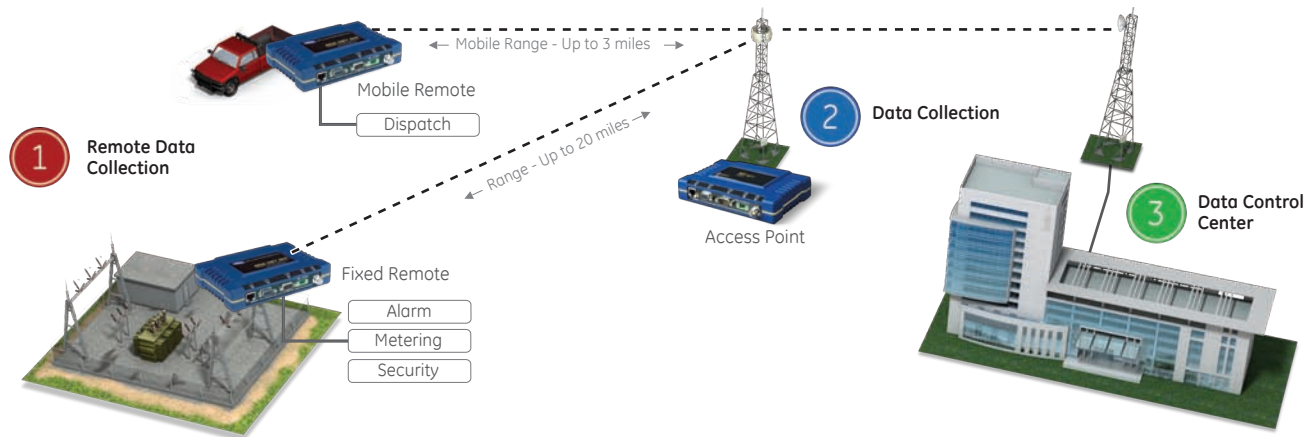 Mobile Range - Up to 3 miles
Mobile Remote
Dispatch
2
Data Collection
1
Remote Data
Collection
Range - Up to 20 miles
3
Data Control
Center
Access Point
Fixed Remote
Alarm
Metering
Security